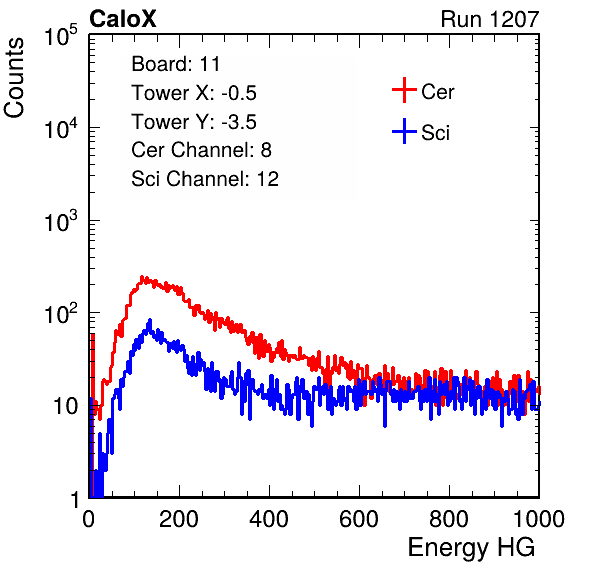 CaloX Run 1207
Counts
Board: 11
Tower X: -0.5
Tower Y: -3.5
Cer Channel: 8
Sci Channel: 12
Cer
Sci
10^5
10^4
10^3
10^2
10
1
0 200 400 600 800 1000
Energy HG